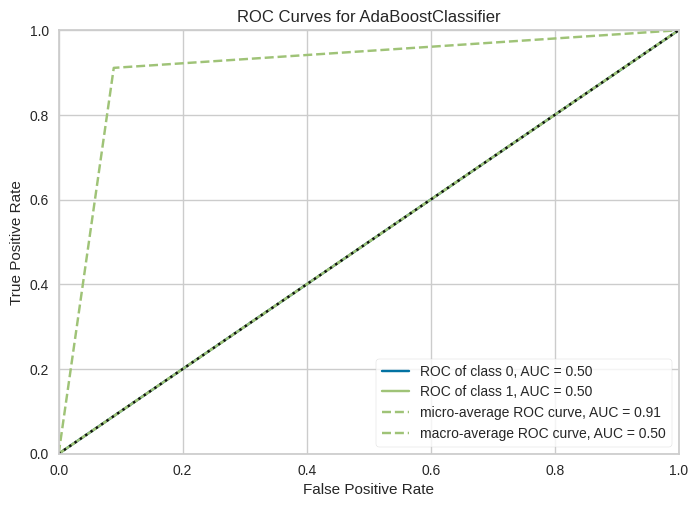 ROC Curves for AdaBoostClassifier
1.0
0.8
0.6
0.4
0.2
0.0
True Positive Rate
ROC of class 0, AUC = 0.50
ROC of class 1, AUC = 0.50
micro-average ROC curve, AUC = 0.91
macro-average ROC curve, AUC = 0.50
0.0 0.2 0.4 0.6 0.8 1.0
False Positive Rate